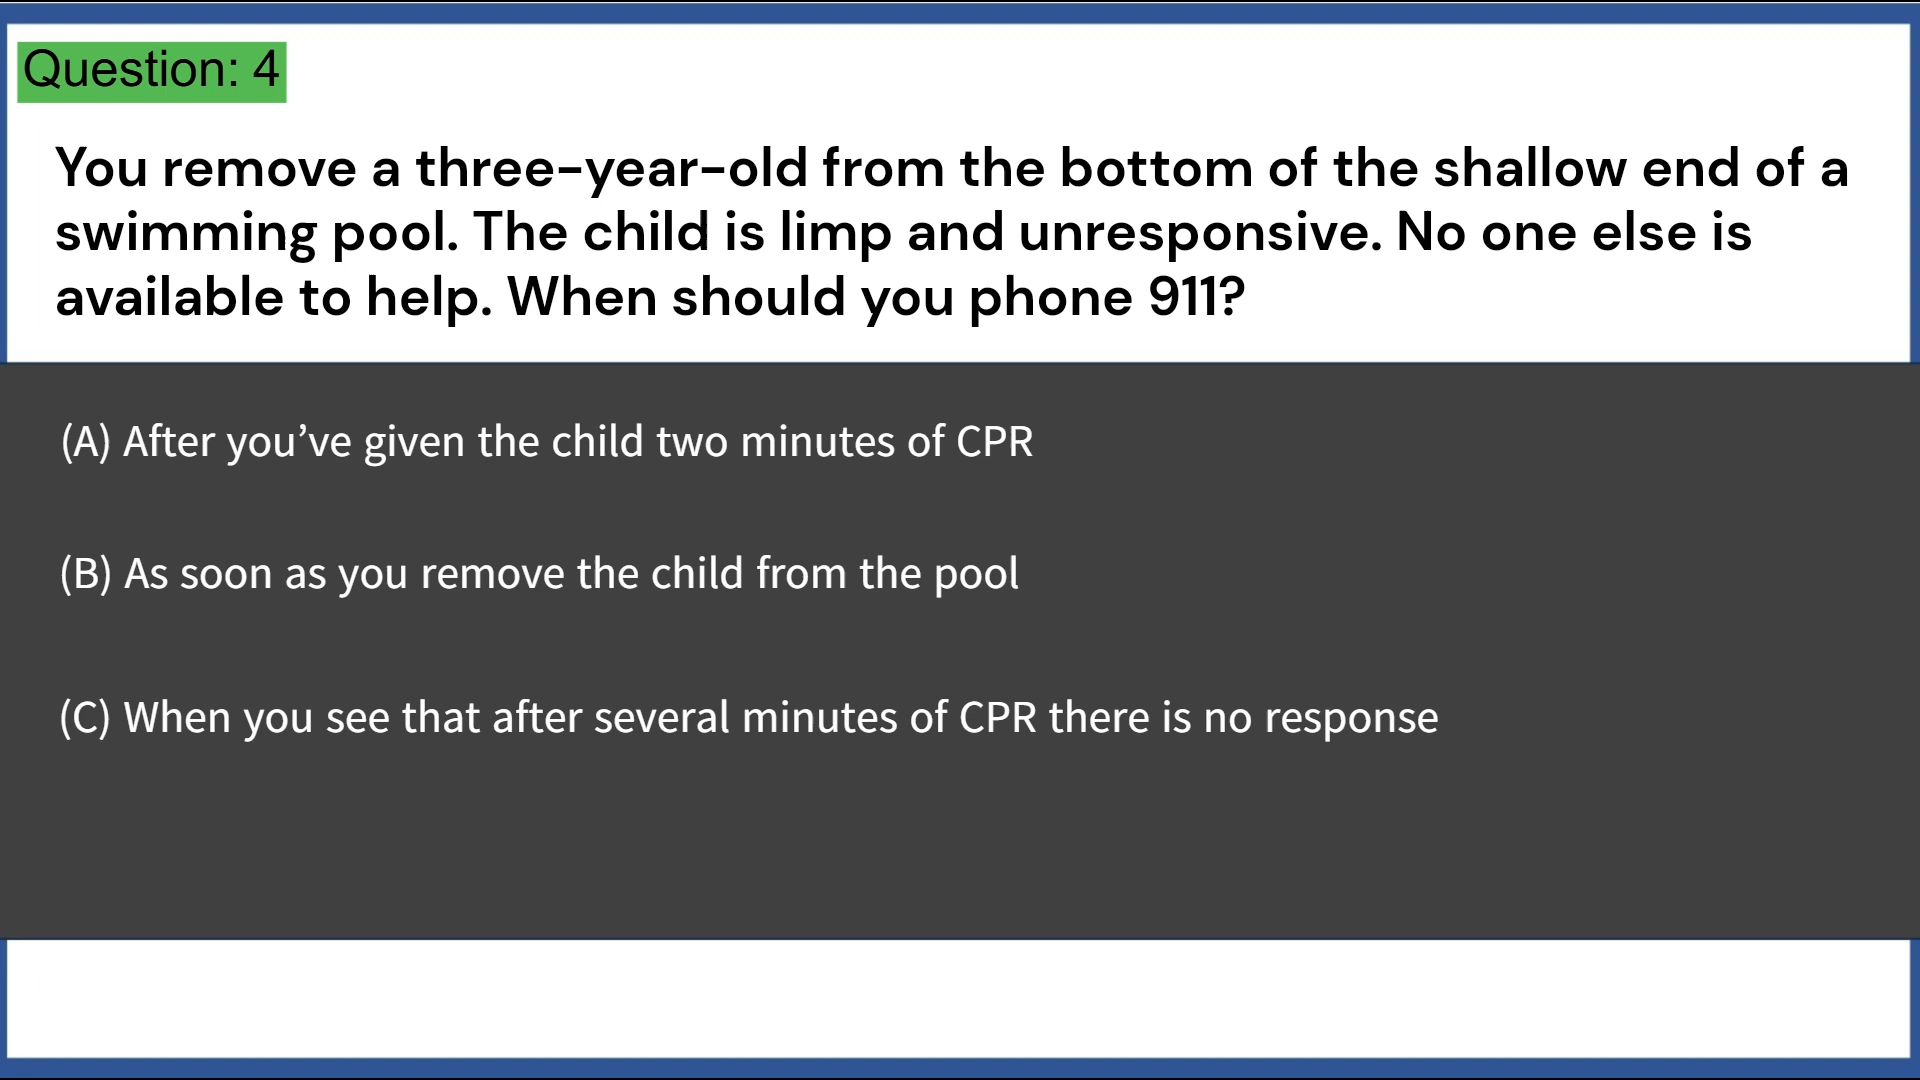 Question: 4
You remove a three-year-old from the bottom of the shallow end of a
swimming pool. The child is limp and unresponsive. No one else is
available to help. When should you phone 911?
(A) After you’ve given the child two minutes of CPR
(B) As soon as you remove the child from the pool
(C) When you see that after several minutes of CPR there is no response